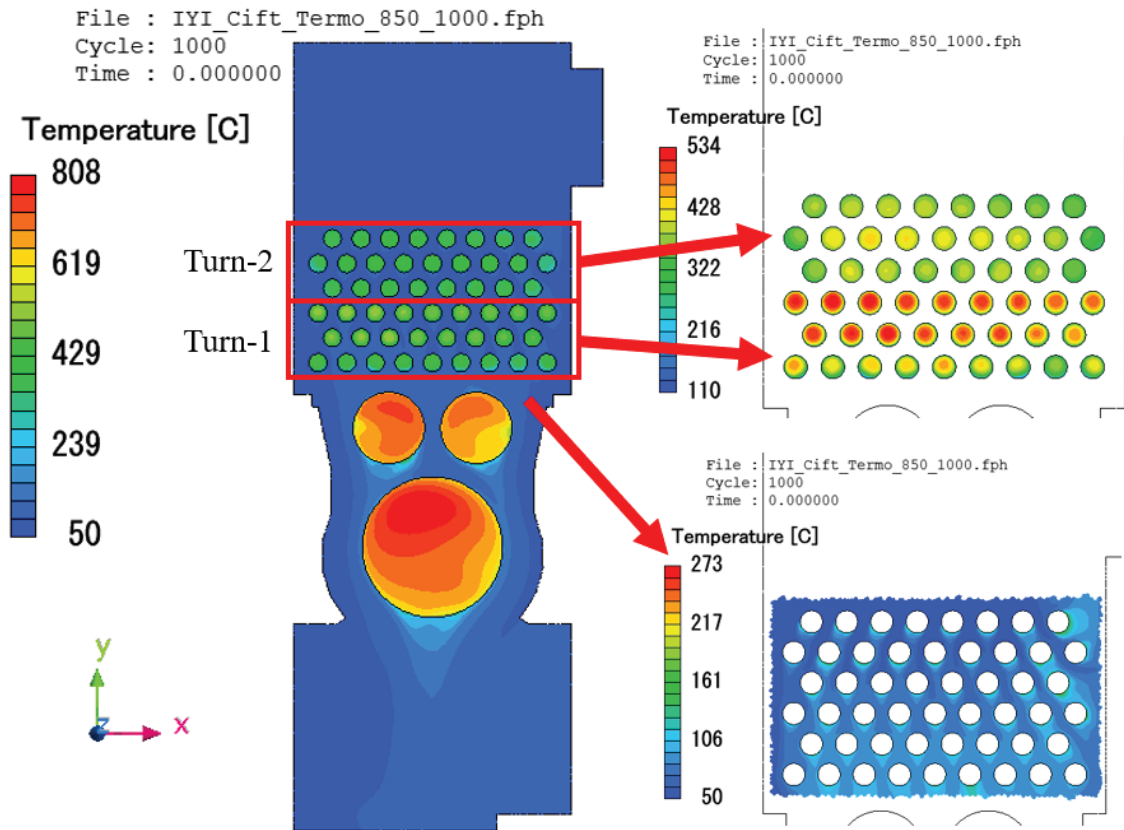 File : IYI_Cift_Termo_850_1000.fph
Cycle: 1000
Time : 0.000000
Temperature [C]
808
619
429
239
50
Turn-2
Turn-1
y
z
x
File : IYI_Cift_Termo_850_1000.fph
Cycle: 1000
Time : 0.000000
Temperature [C]
534
428
322
216
110
File : IYI_Cift_Termo_850_1000.fph
Cycle: 1000
Time : 0.000000
Temperature [C]
273
217
161
106
50